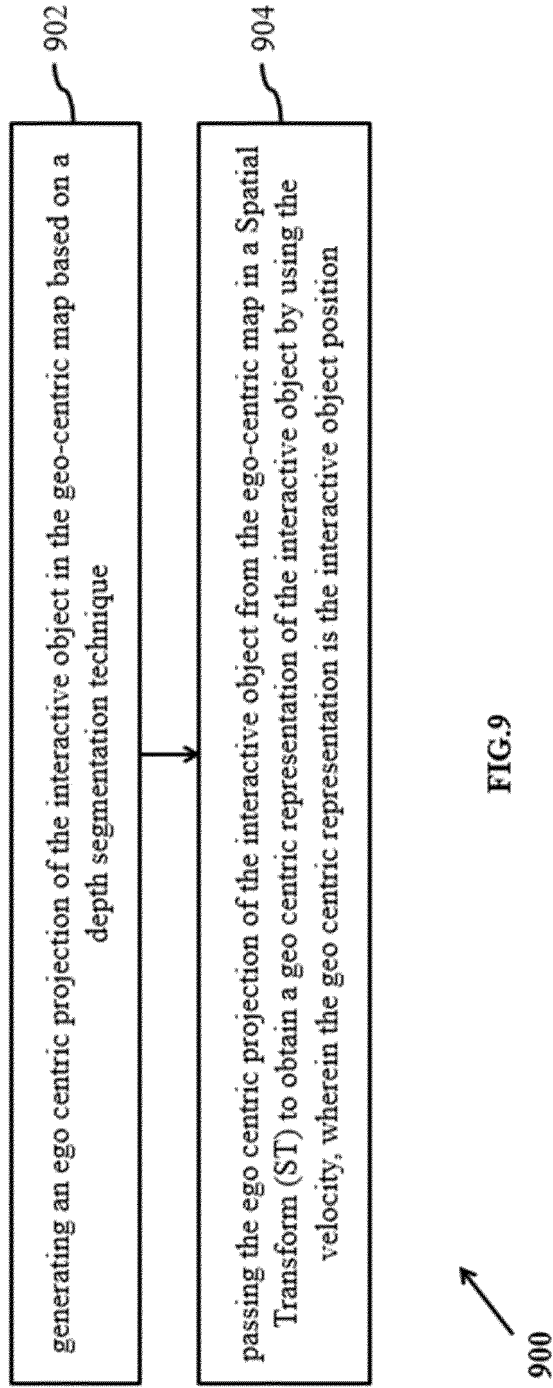 generating an ego centric projection of the interactive object in the geo-centric map based on a
depth segmentation technique
902
passing the ego centric projection of the interactive object from the ego-centric map in a Spatial
Transform (ST) to obtain a geo centric representation of the interactive object by using the
velocity, wherein the geo centric representation is the interactive object position
904
900
FIG.9